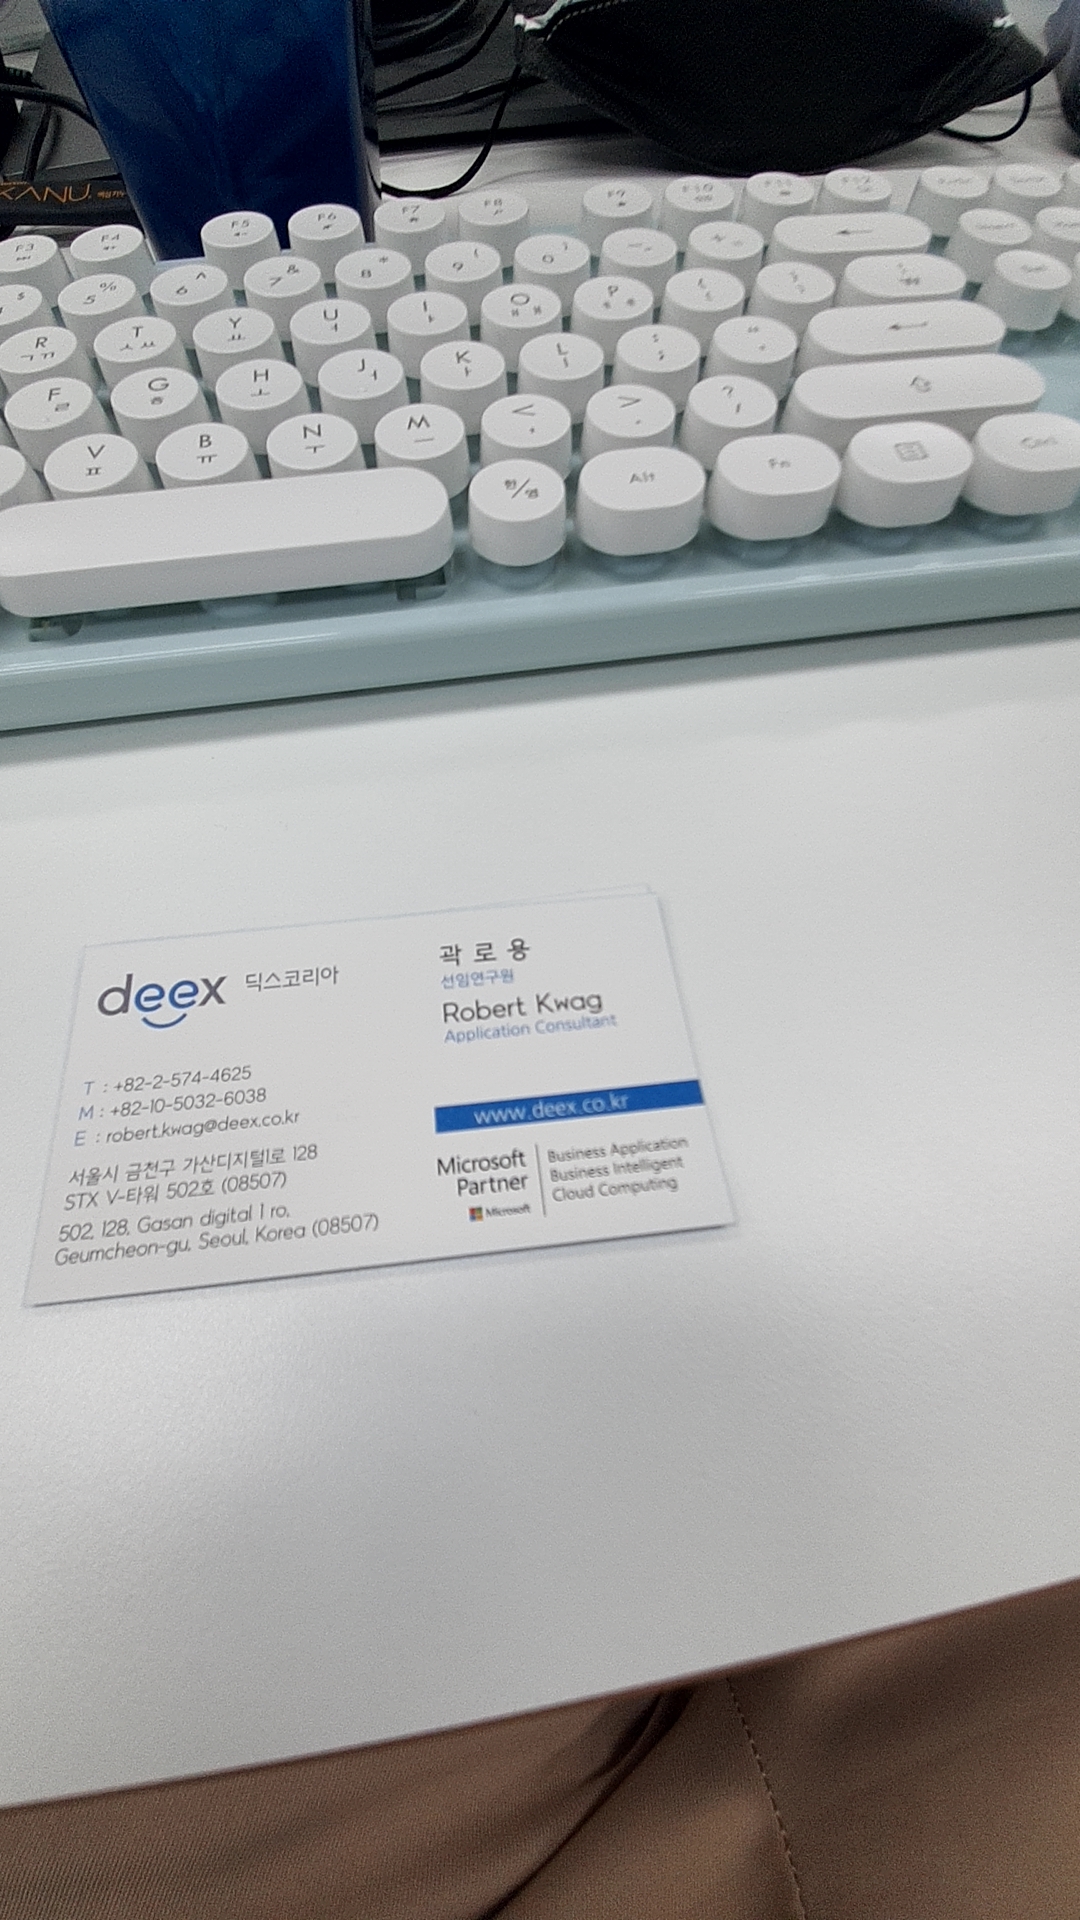 KANU.
F3 F4 F5 F6 F7 F8 F9 F10 F11 F12
$ 5 % 6 ^ 7 & 8 * 9 ( 0 ) - +
R ㄱ ㄲ T ㅅ ㅆ Y ㅛ U ㅕ I ㅑ O ㅐ ㅒ P ㅔ ㅖ
F ㄹ G ㅎ H ㅗ J ㅓ K ㅏ L ㅣ : ;
V ㅍ B ㅠ N ㅜ M ㅡ < , > . ? /
한/영 Alt Fn Ctrl
deex 딕스코리아
곽로용
선임연구원
Robert Kwag
Application Consultant
T : +82-2-574-4625
M : +82-10-5032-6038
E : robert.kwag@deex.co.kr
서울시 금천구 가산디지털1로 128
STX V-타워 502호 (08507)
502, 128, Gasan digital 1 ro,
Geumcheon-gu, Seoul, Korea (08507)
www.deex.co.kr
Microsoft
Partner
Microsoft
Business Application
Business Intelligent
Cloud Computing